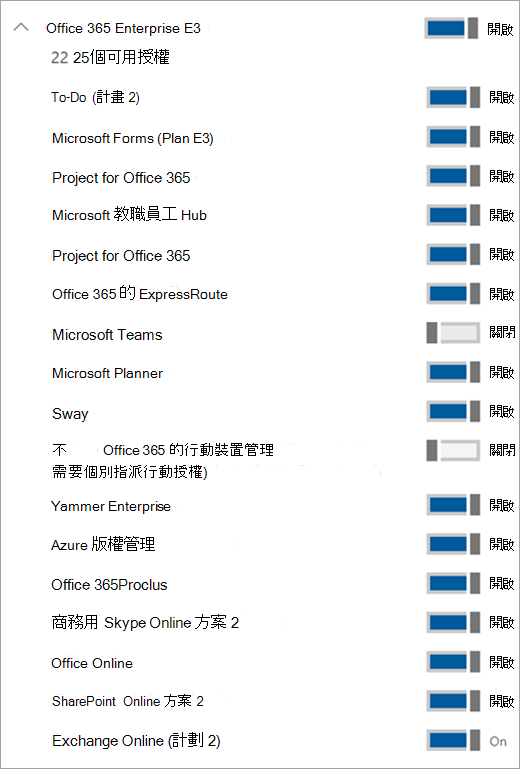 Office 365 Enterprise E3 開啟
22 25個可用授權
To-Do (計畫 2) 開啟
Microsoft Forms (Plan E3) 開啟
Project for Office 365 開啟
Microsoft 教職員工 Hub 開啟
Project for Office 365 開啟
Office 365 的 ExpressRoute 開啟
Microsoft Teams 關閉
Microsoft Planner 開啟
Sway 開啟
不 Office 365 的行動裝置管理 關閉
需要個別指派行動授權)
Yammer Enterprise 開啟
Azure 版權管理 開啟
Office 365Proclus 開啟
商務用 Skype Online 方案 2 開啟
Office Online 開啟
SharePoint Online 方案 2 開啟
Exchange Online (計劃 2) On